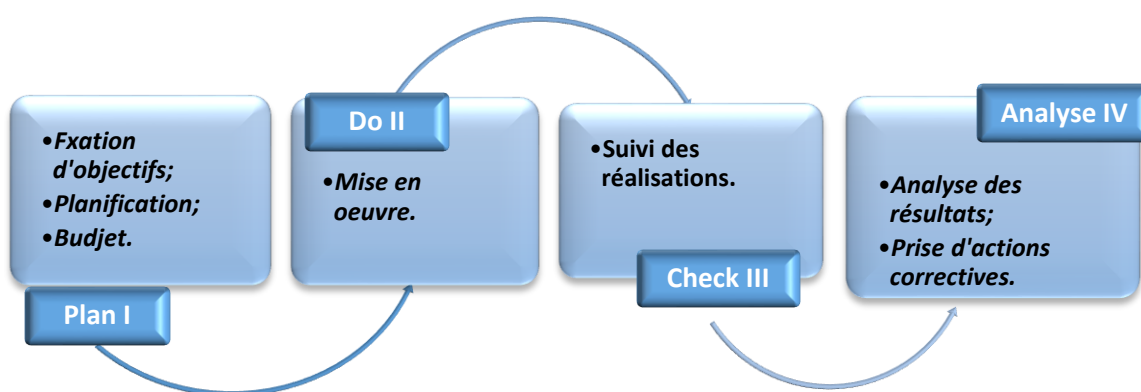 •Fxation
d'objectifs;
•Planification;
•Budjet.
Plan I
Do II
•Mise en
oeuvre.
•Suivi des
réalisations.
Check III
Analyse IV
•Analyse des
résultats;
•Prise d'actions
correctives.